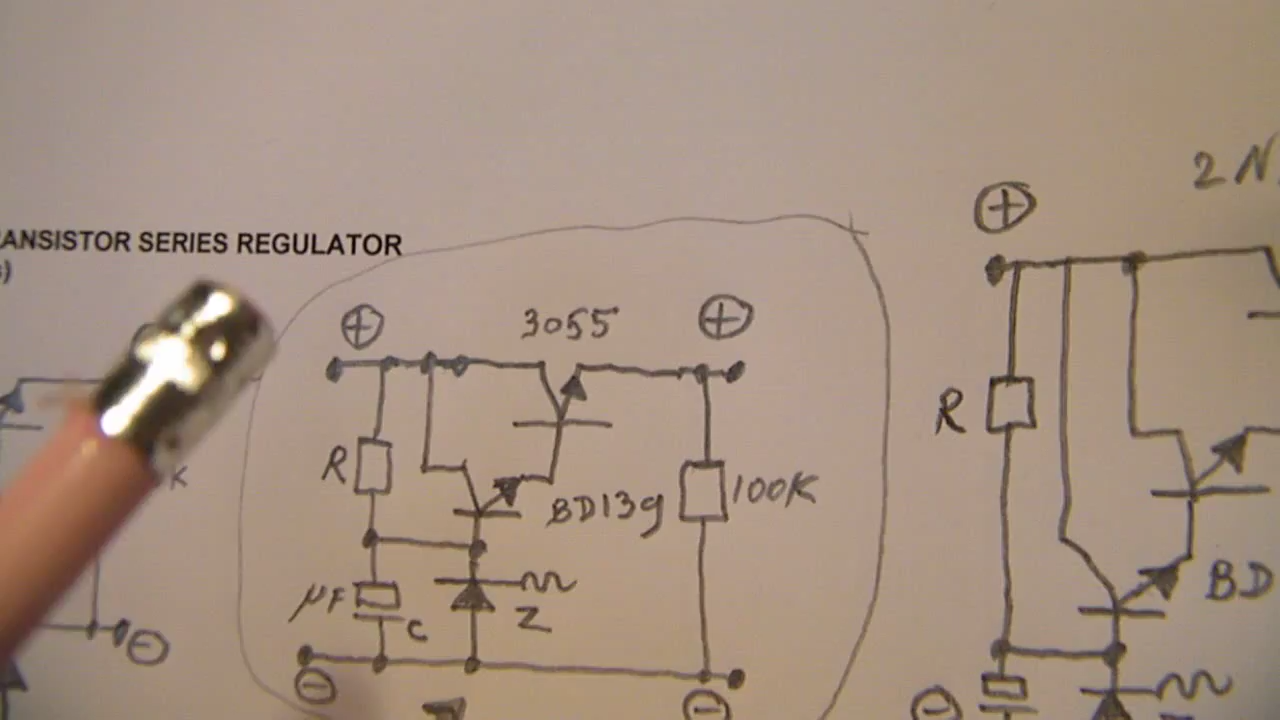 ANSISTOR SERIES REGULATOR
)
2N
+
+
3055
+
R
R
K
BD139
100K
BD
µF
C
Z
-
-
-
-